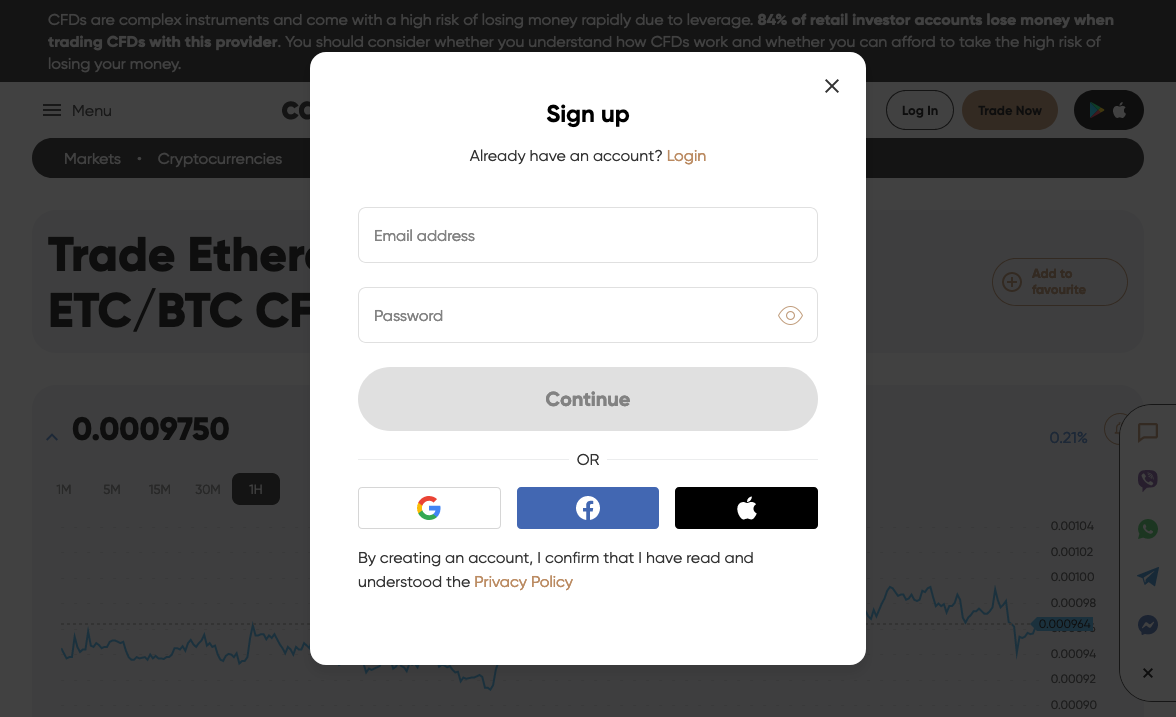 CFDs are complex instruments and come with a high risk of losing money rapidly due to leverage. 84% of retail investor accounts lose money when
trading CFDs with this provider. You should consider whether you understand how CFDs work and whether you can afford to take the high risk of
losing your money.
Menu
Log In
Trade Now
Markets • Cryptocurrencies
Trade Ether
ETC/BTC CF
Add to
favourite
Sign up
Already have an account? Login
Email address
Password
Continue
OR
By creating an account, I confirm that I have read and
understood the Privacy Policy
0.0009750
0.21%
1M 5M 15M 30M 1H
0.00104
0.00102
0.00100
0.00098
0.000964
0.00094
0.00092
0.00090